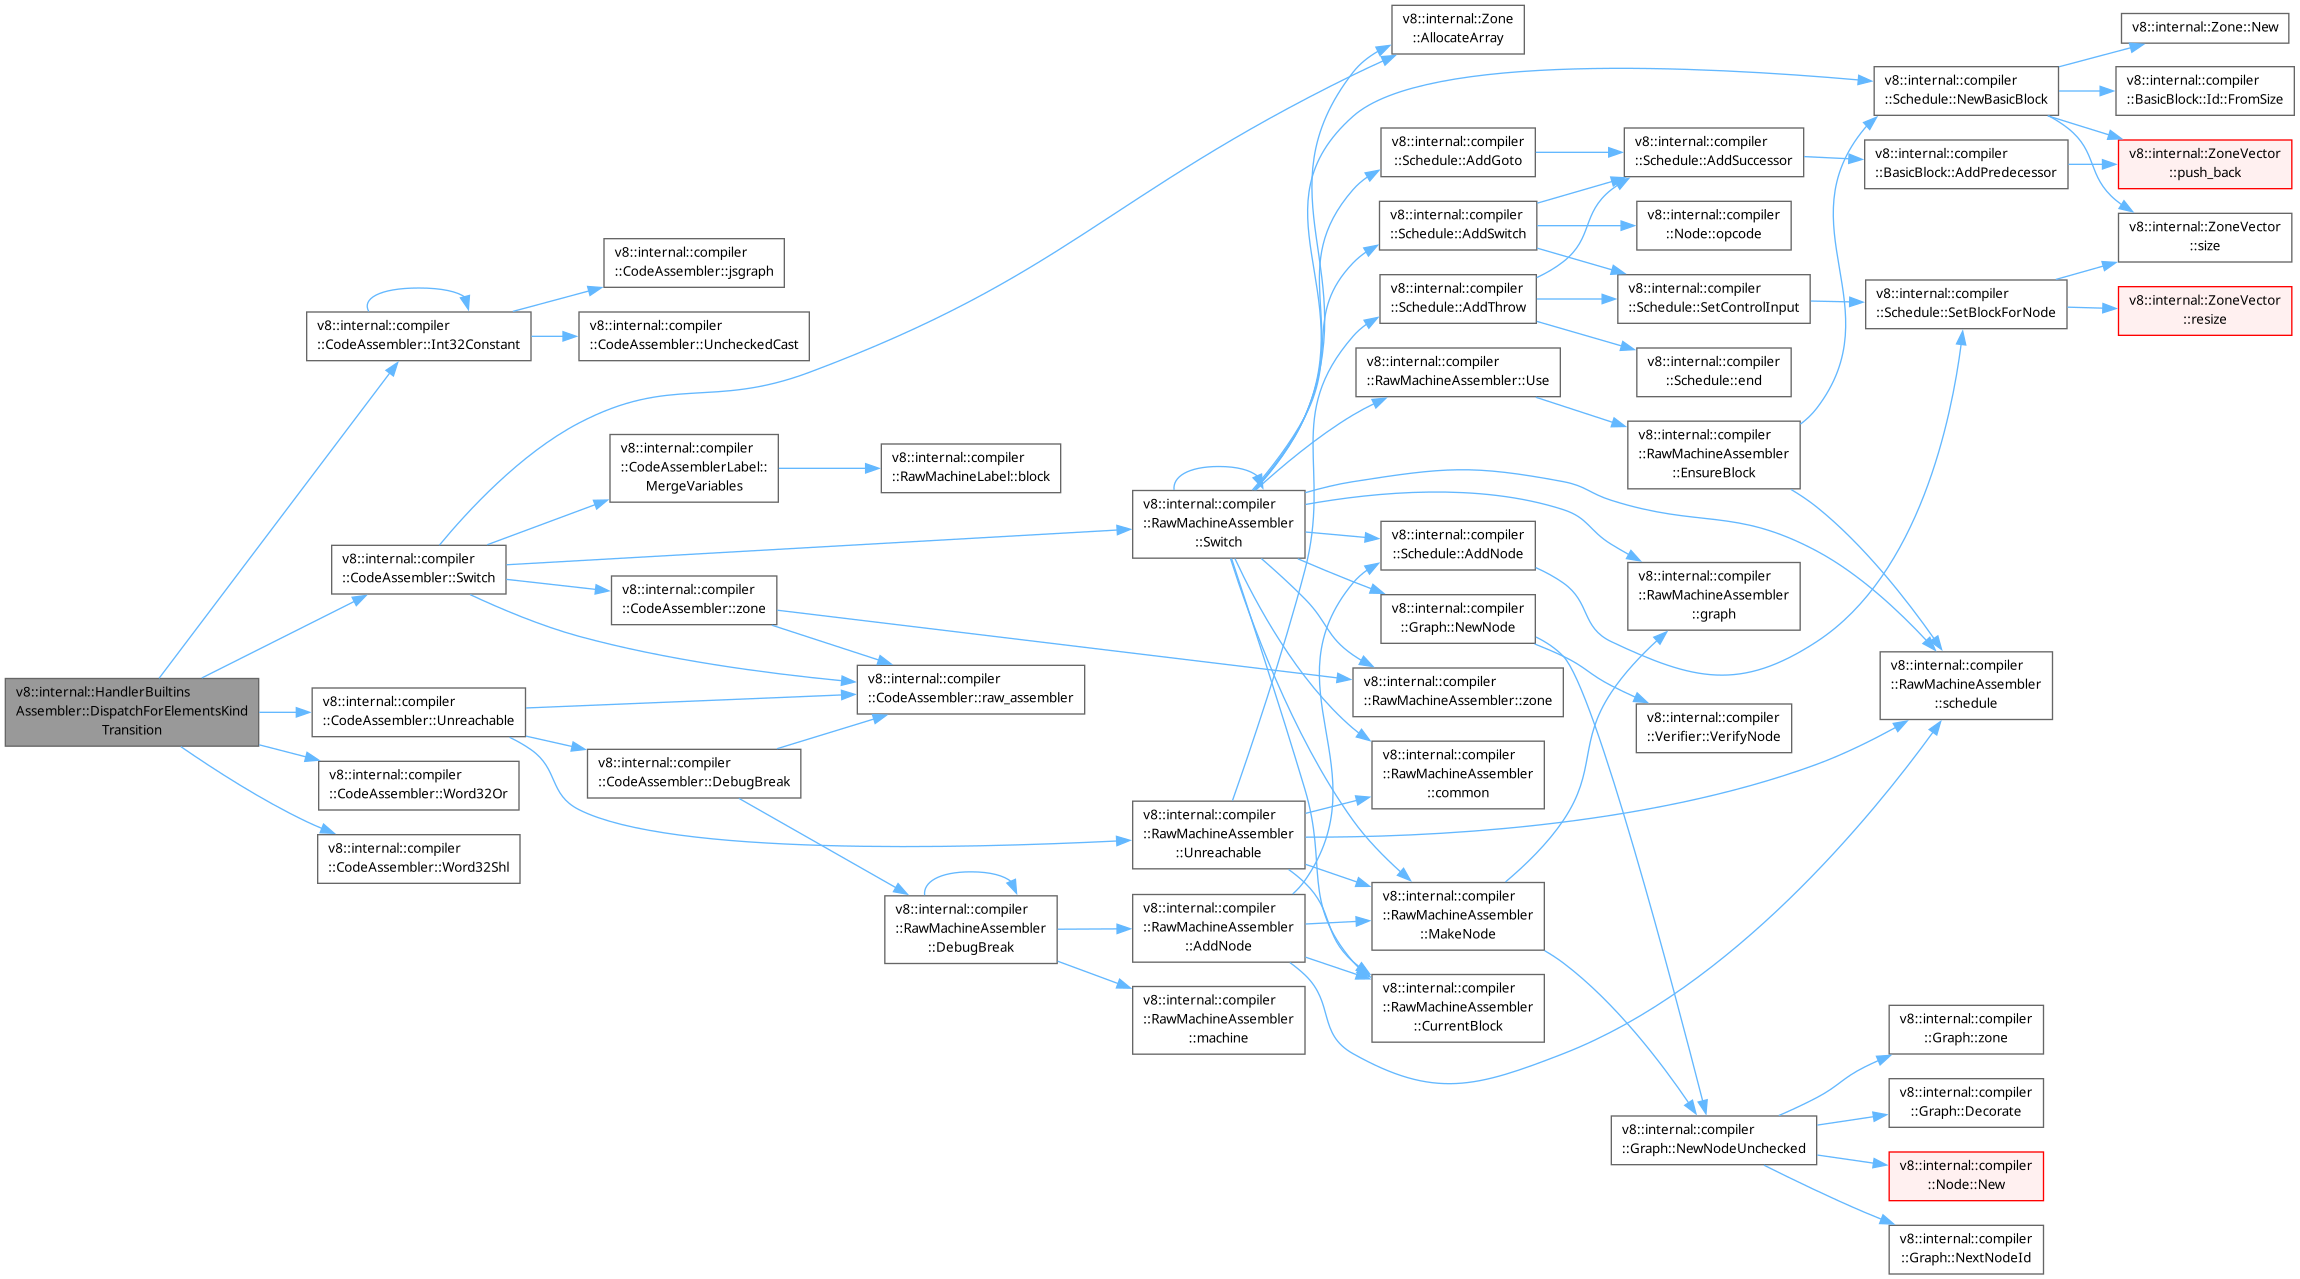 v8::internal::HandlerBuiltins
Assembler::DispatchForElementsKind
Transition
v8::internal::compiler
::CodeAssembler::Int32Constant
v8::internal::compiler
::CodeAssembler::Switch
v8::internal::compiler
::CodeAssembler::Unreachable
v8::internal::compiler
::CodeAssembler::Word32Or
v8::internal::compiler
::CodeAssembler::Word32Shl
v8::internal::compiler
::CodeAssembler::jsgraph
v8::internal::compiler
::CodeAssembler::UncheckedCast
v8::internal::compiler
::CodeAssemblerLabel::
MergeVariables
v8::internal::compiler
::CodeAssembler::zone
v8::internal::compiler
::CodeAssembler::DebugBreak
v8::internal::compiler
::RawMachineLabel::block
v8::internal::compiler
::CodeAssembler::raw_assembler
v8::internal::compiler
::RawMachineAssembler
::DebugBreak
v8::internal::compiler
::RawMachineAssembler
::Switch
v8::internal::compiler
::RawMachineAssembler
::Unreachable
v8::internal::compiler
::RawMachineAssembler
::AddNode
v8::internal::compiler
::RawMachineAssembler
::machine
v8::internal::Zone
::AllocateArray
v8::internal::compiler
::Schedule::AddGoto
v8::internal::compiler
::Schedule::AddSwitch
v8::internal::compiler
::Schedule::AddThrow
v8::internal::compiler
::RawMachineAssembler::Use
v8::internal::compiler
::Schedule::AddNode
v8::internal::compiler
::Graph::NewNode
v8::internal::compiler
::RawMachineAssembler::zone
v8::internal::compiler
::RawMachineAssembler
::common
v8::internal::compiler
::RawMachineAssembler
::MakeNode
v8::internal::compiler
::RawMachineAssembler
::CurrentBlock
v8::internal::compiler
::Schedule::AddSuccessor
v8::internal::compiler
::Node::opcode
v8::internal::compiler
::Schedule::SetControlInput
v8::internal::compiler
::Schedule::end
v8::internal::compiler
::RawMachineAssembler
::EnsureBlock
v8::internal::compiler
::RawMachineAssembler
::graph
v8::internal::compiler
::Verifier::VerifyNode
v8::internal::compiler
::Graph::NewNodeUnchecked
v8::internal::compiler
::Schedule::NewBasicBlock
v8::internal::compiler
::BasicBlock::AddPredecessor
v8::internal::compiler
::Schedule::SetBlockForNode
v8::internal::compiler
::RawMachineAssembler
::schedule
v8::internal::compiler
::Graph::zone
v8::internal::compiler
::Graph::Decorate
v8::internal::compiler
::Node::New
v8::internal::compiler
::Graph::NextNodeId
v8::internal::Zone::New
v8::internal::compiler
::BasicBlock::Id::FromSize
v8::internal::ZoneVector
::push_back
v8::internal::ZoneVector
::size
v8::internal::ZoneVector
::resize